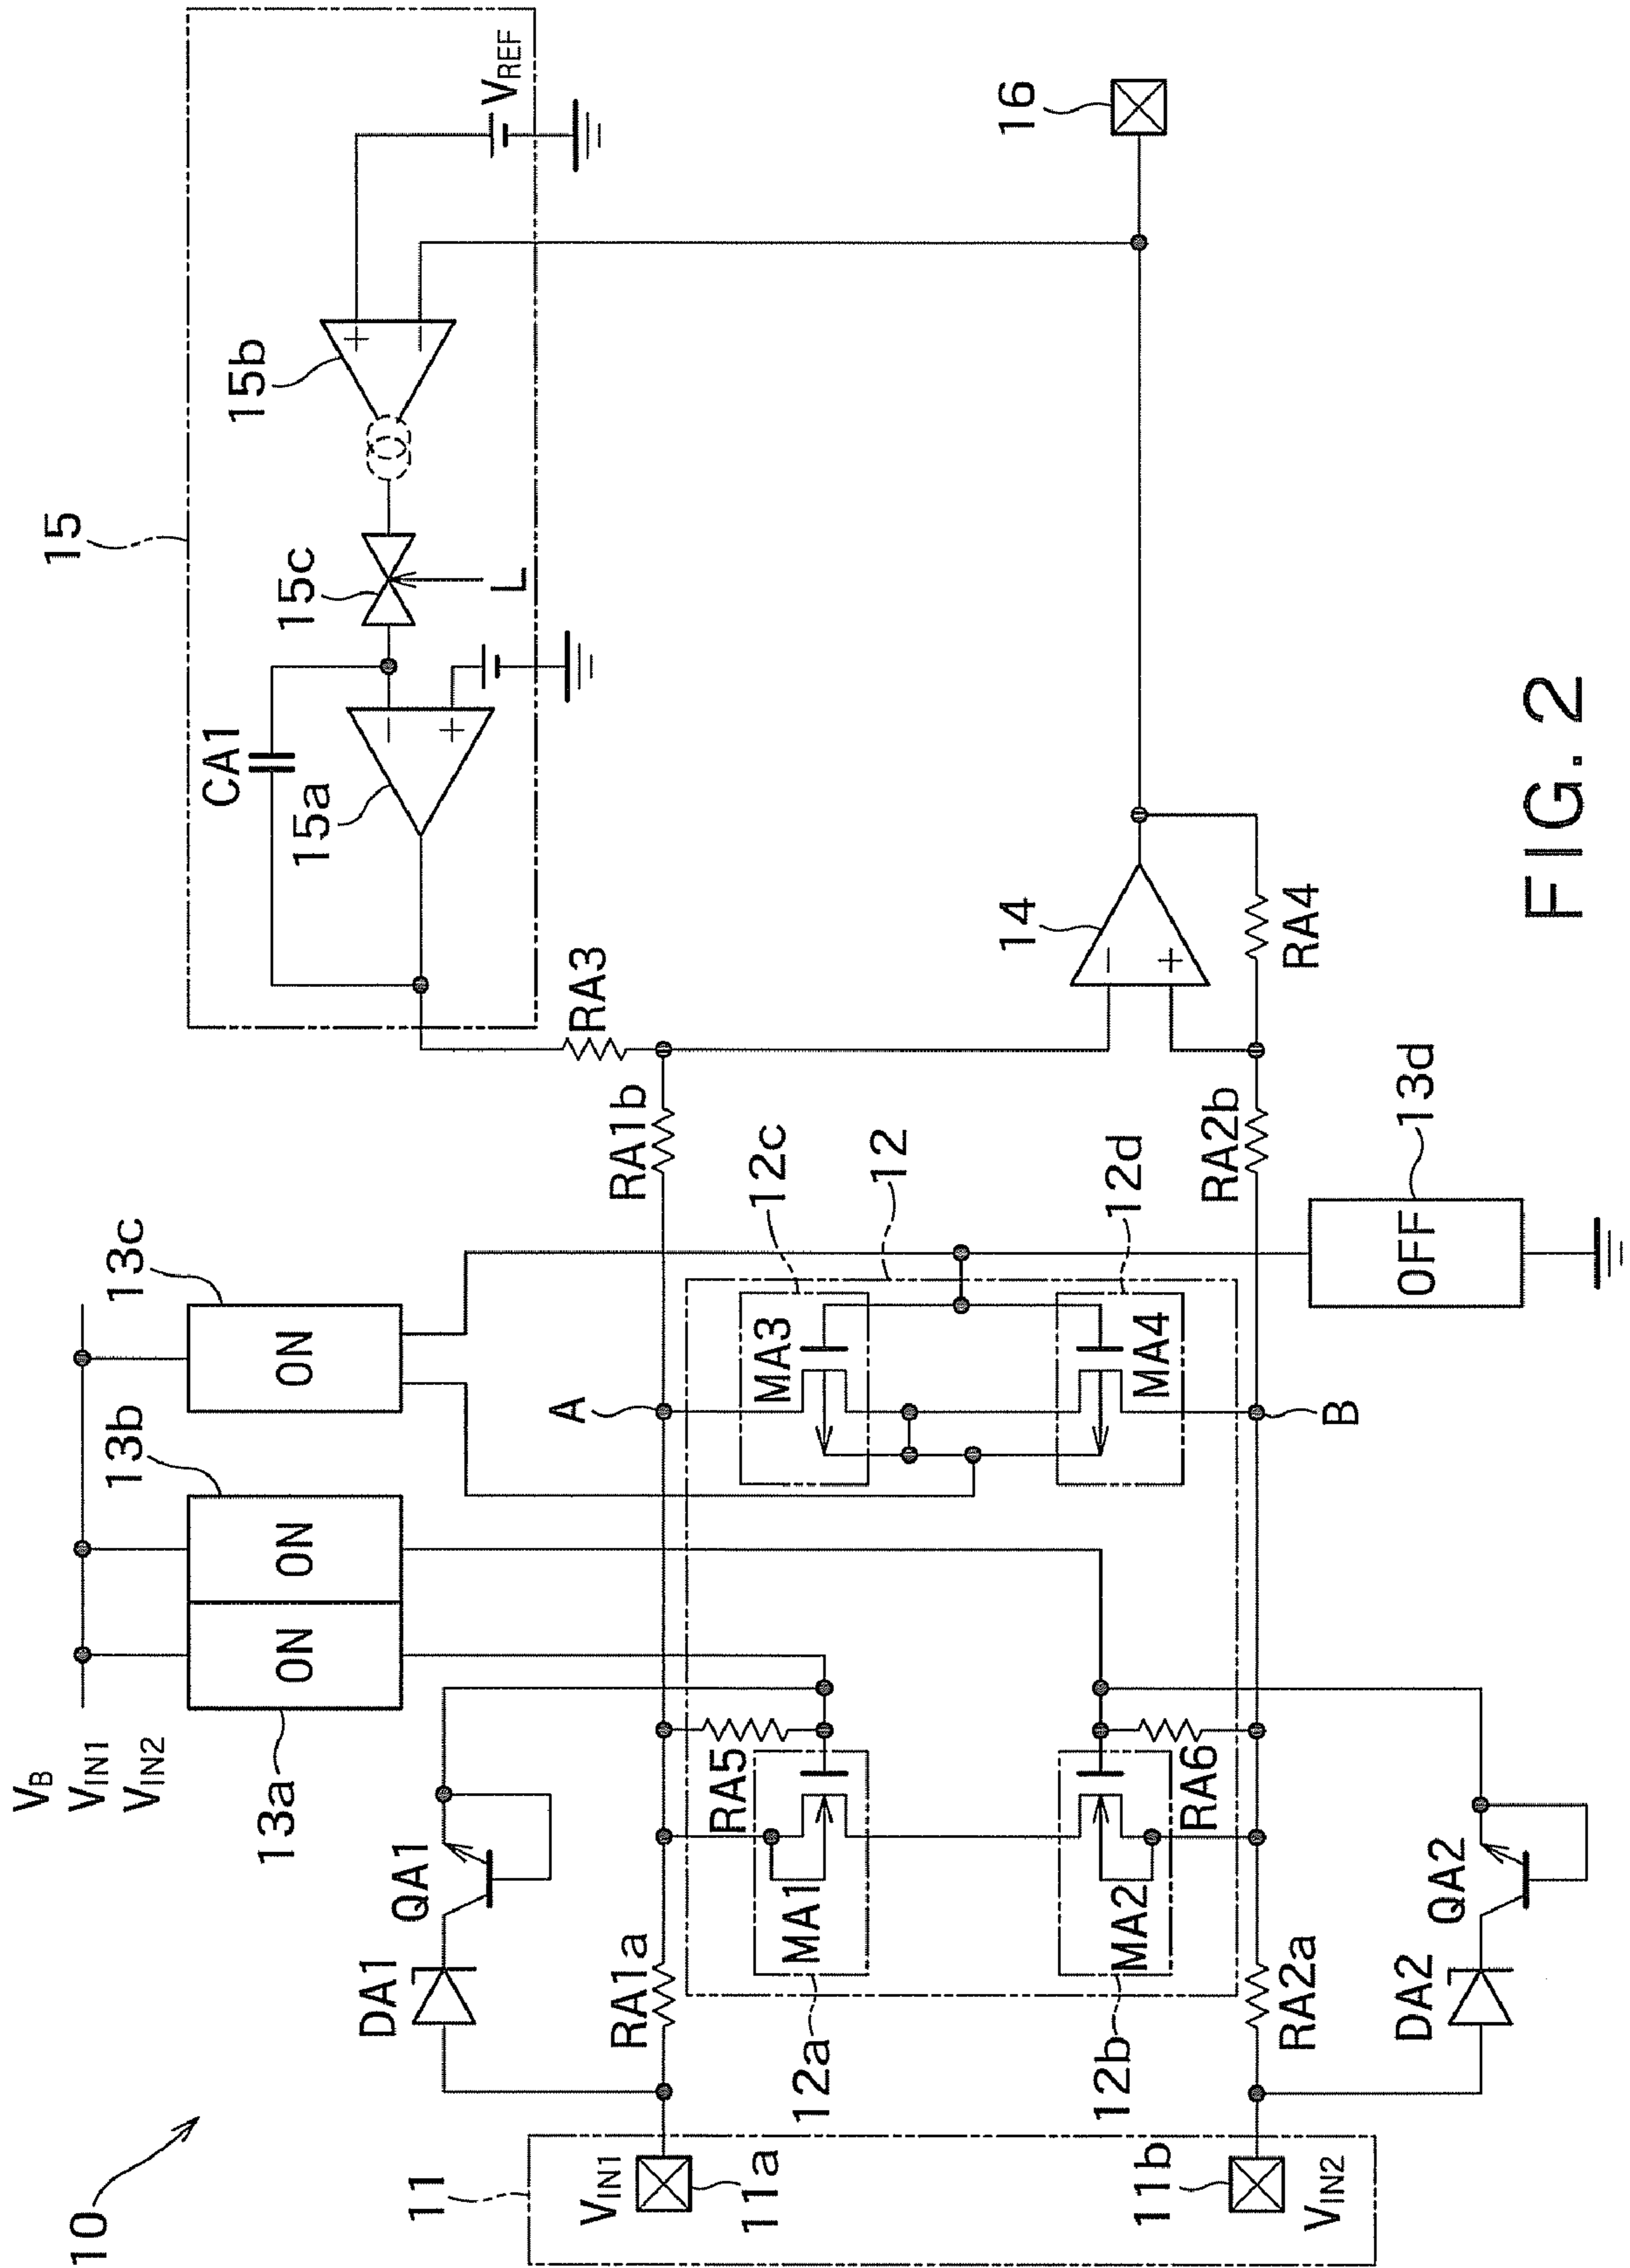 10
V_B
V_IN1
V_IN2
13a
ON
13b
ON
13c
ON
15
CA1
15a
−
+
15c
L
15b
+
−
V_REF
DA1
QA1
RA3
11
V_IN1
11a
RA1a
RA5
A
RA1b
12a
MA1
MA3
12c
12
12b
MA2
MA4
12d
RA6
14
−
+
16
11b
V_IN2
RA2a
B
RA2b
RA4
DA2
QA2
OFF
13d
FIG. 2